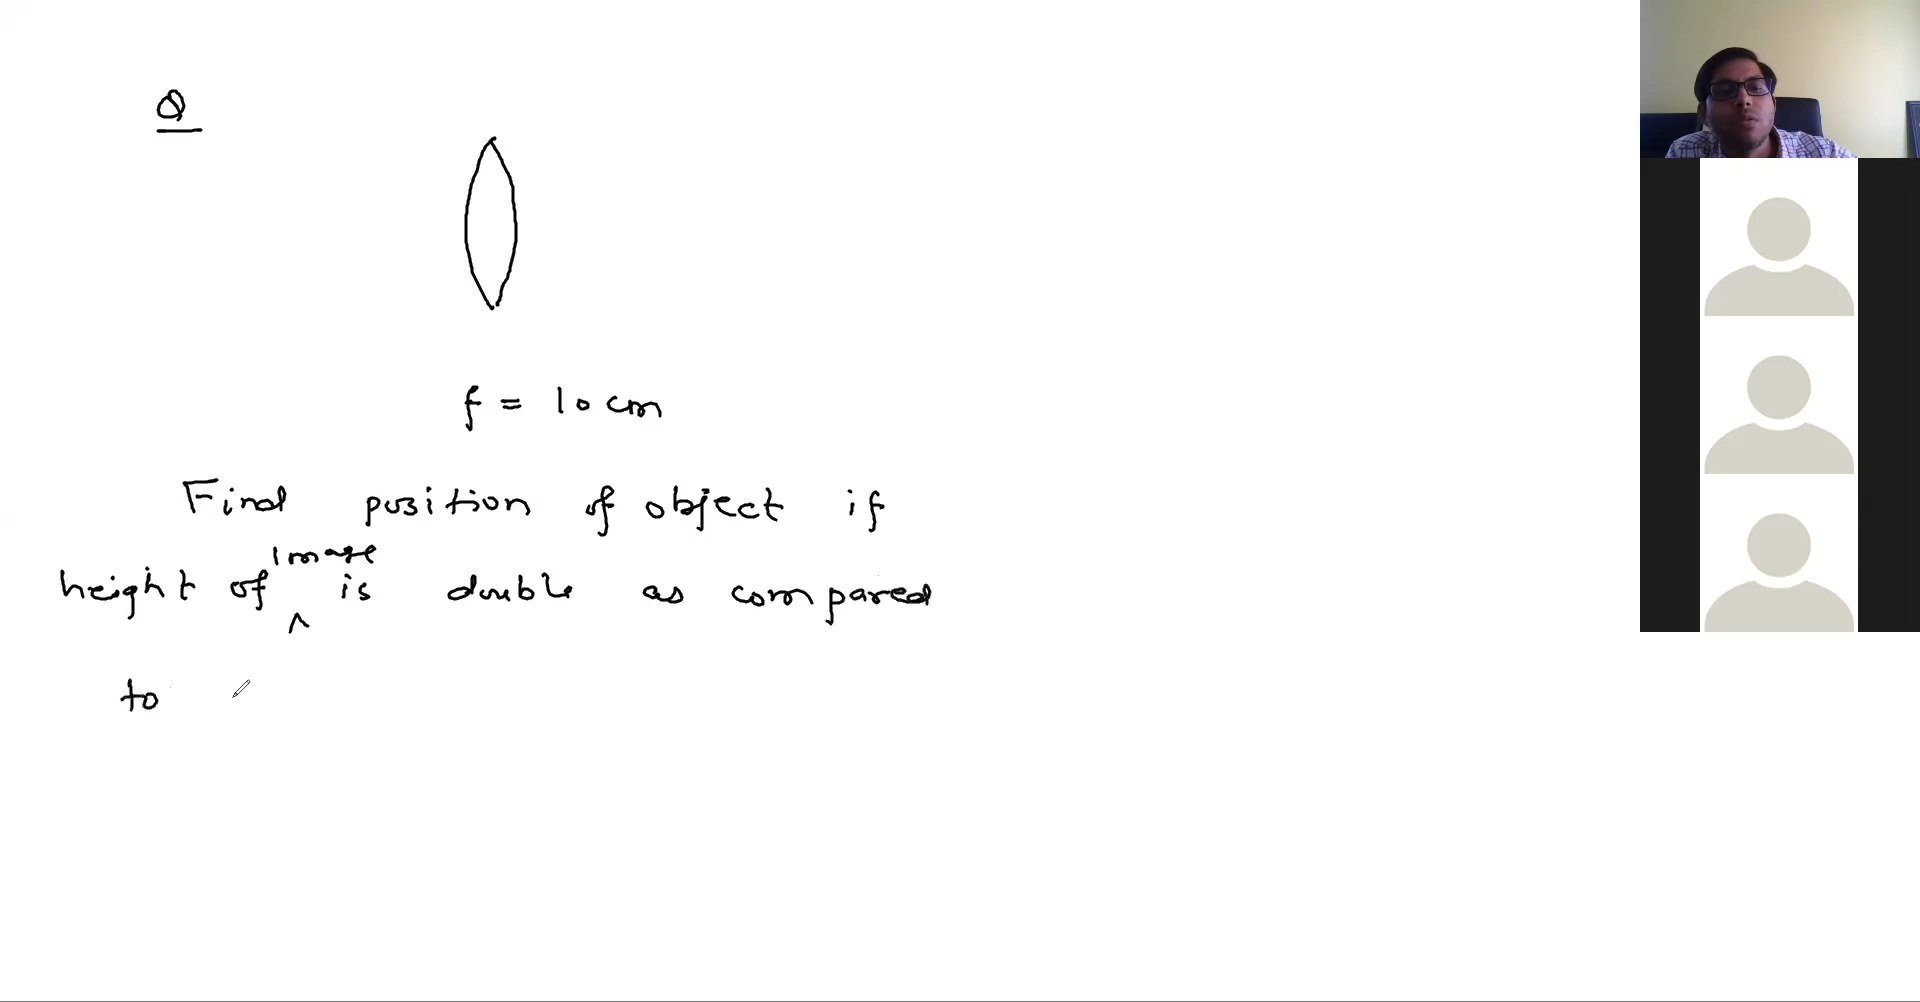 Q
f = 10 cm
Find position of object if
height of image is double as compared
to